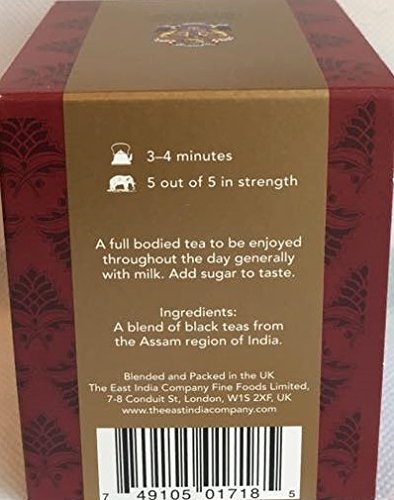 3–4 minutes
5 out of 5 in strength
A full bodied tea to be enjoyed
throughout the day generally
with milk. Add sugar to taste.
Ingredients:
A blend of black teas from
the Assam region of India.
Blended and Packed in the UK
The East India Company Fine Foods Limited,
7-8 Conduit St, London, W1S 2XF, UK
www.theeastindiacompany.com
7 49105 01718 5